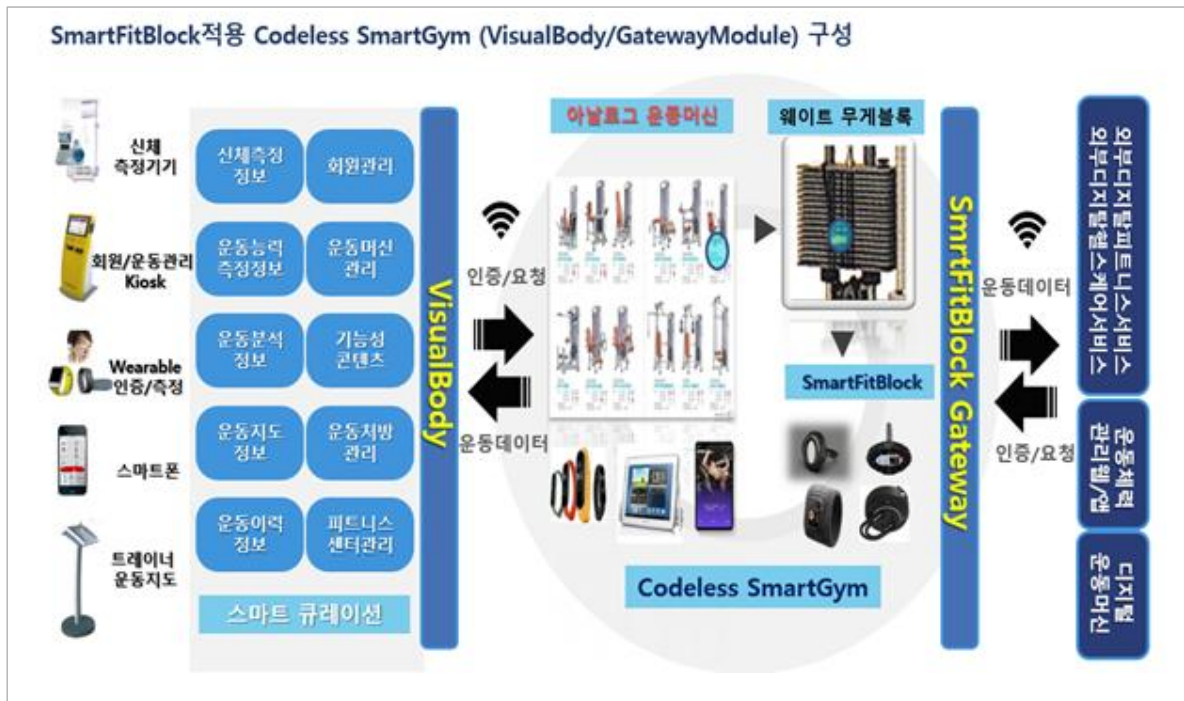 SmartFitBlock적용 Codeless SmartGym (VisualBody/GatewayModule) 구성
신체
측정기기
회원/운동관리
Kiosk
Wearable
인증/측정
스마트폰
트레이너
운동지도
신체측정
정보
회원관리
운동능력
측정정보
운동머신
관리
운동분석
정보
기능성
콘텐츠
운동지도
정보
운동처방
관리
운동이력
정보
피트니스
센터관리
스마트 큐레이션
VisualBody
인증/요청
운동데이터
아날로그 운동머신
웨이트 무게블록
SmartFitBlock
Codeless SmartGym
SmrtFitBlock Gateway
운동데이터
인증/요청
외부디지탈피트니스서비스
외부디지탈헬스케어서비스
운동체력
관리웹/앱
디지털
운동머신